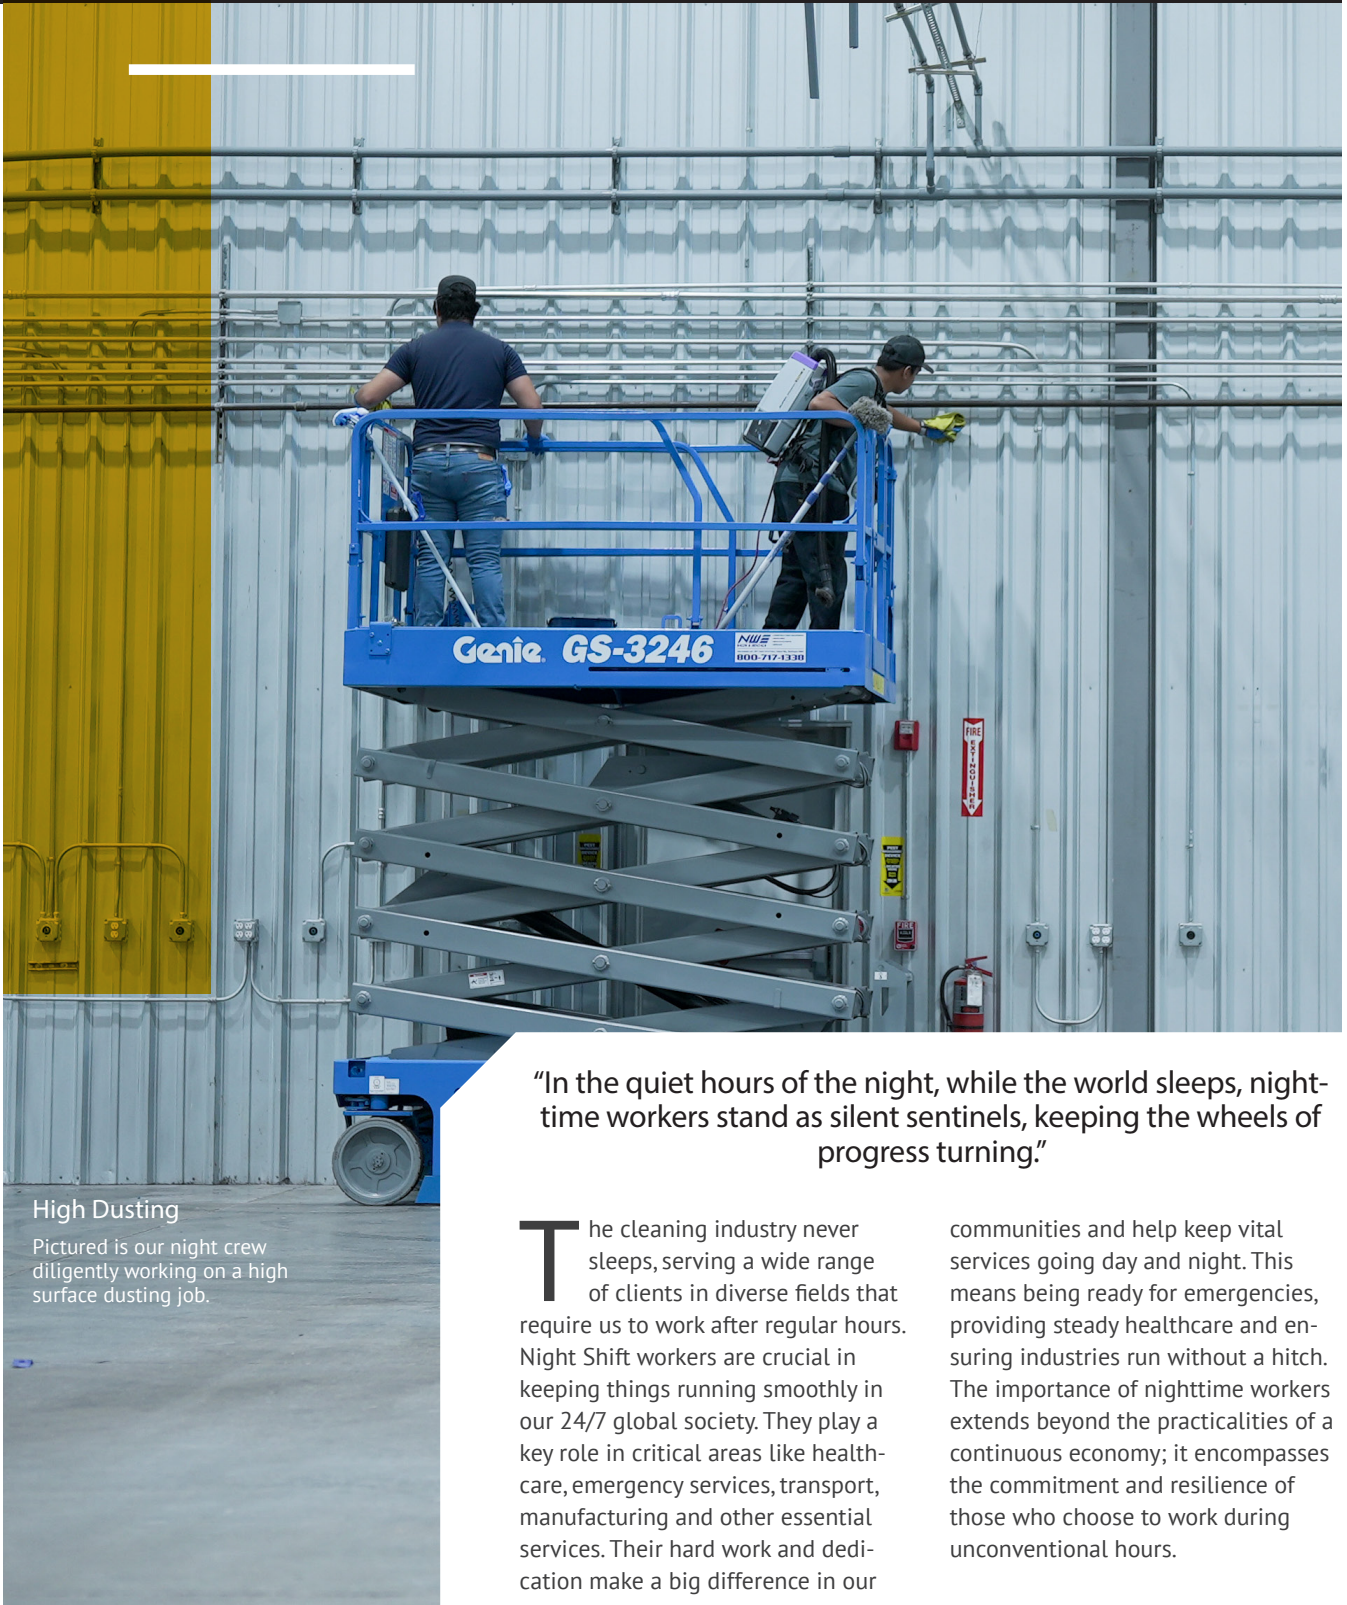 Genie GS-3246
NWE
800-717-1330
FIRE
EXTINGUISHER
FIRE
“In the quiet hours of the night, while the world sleeps, night-
time workers stand as silent sentinels, keeping the wheels of
progress turning.”
High Dusting
Pictured is our night crew
diligently working on a high
surface dusting job.
The cleaning industry never
sleeps, serving a wide range
of clients in diverse fields that
require us to work after regular hours.
Night Shift workers are crucial in
keeping things running smoothly in
our 24/7 global society. They play a
key role in critical areas like health-
care, emergency services, transport,
manufacturing and other essential
services. Their hard work and dedi-
cation make a big difference in our
communities and help keep vital
services going day and night. This
means being ready for emergencies,
providing steady healthcare and en-
suring industries run without a hitch.
The importance of nighttime workers
extends beyond the practicalities of a
continuous economy; it encompasses
the commitment and resilience of
those who choose to work during
unconventional hours.